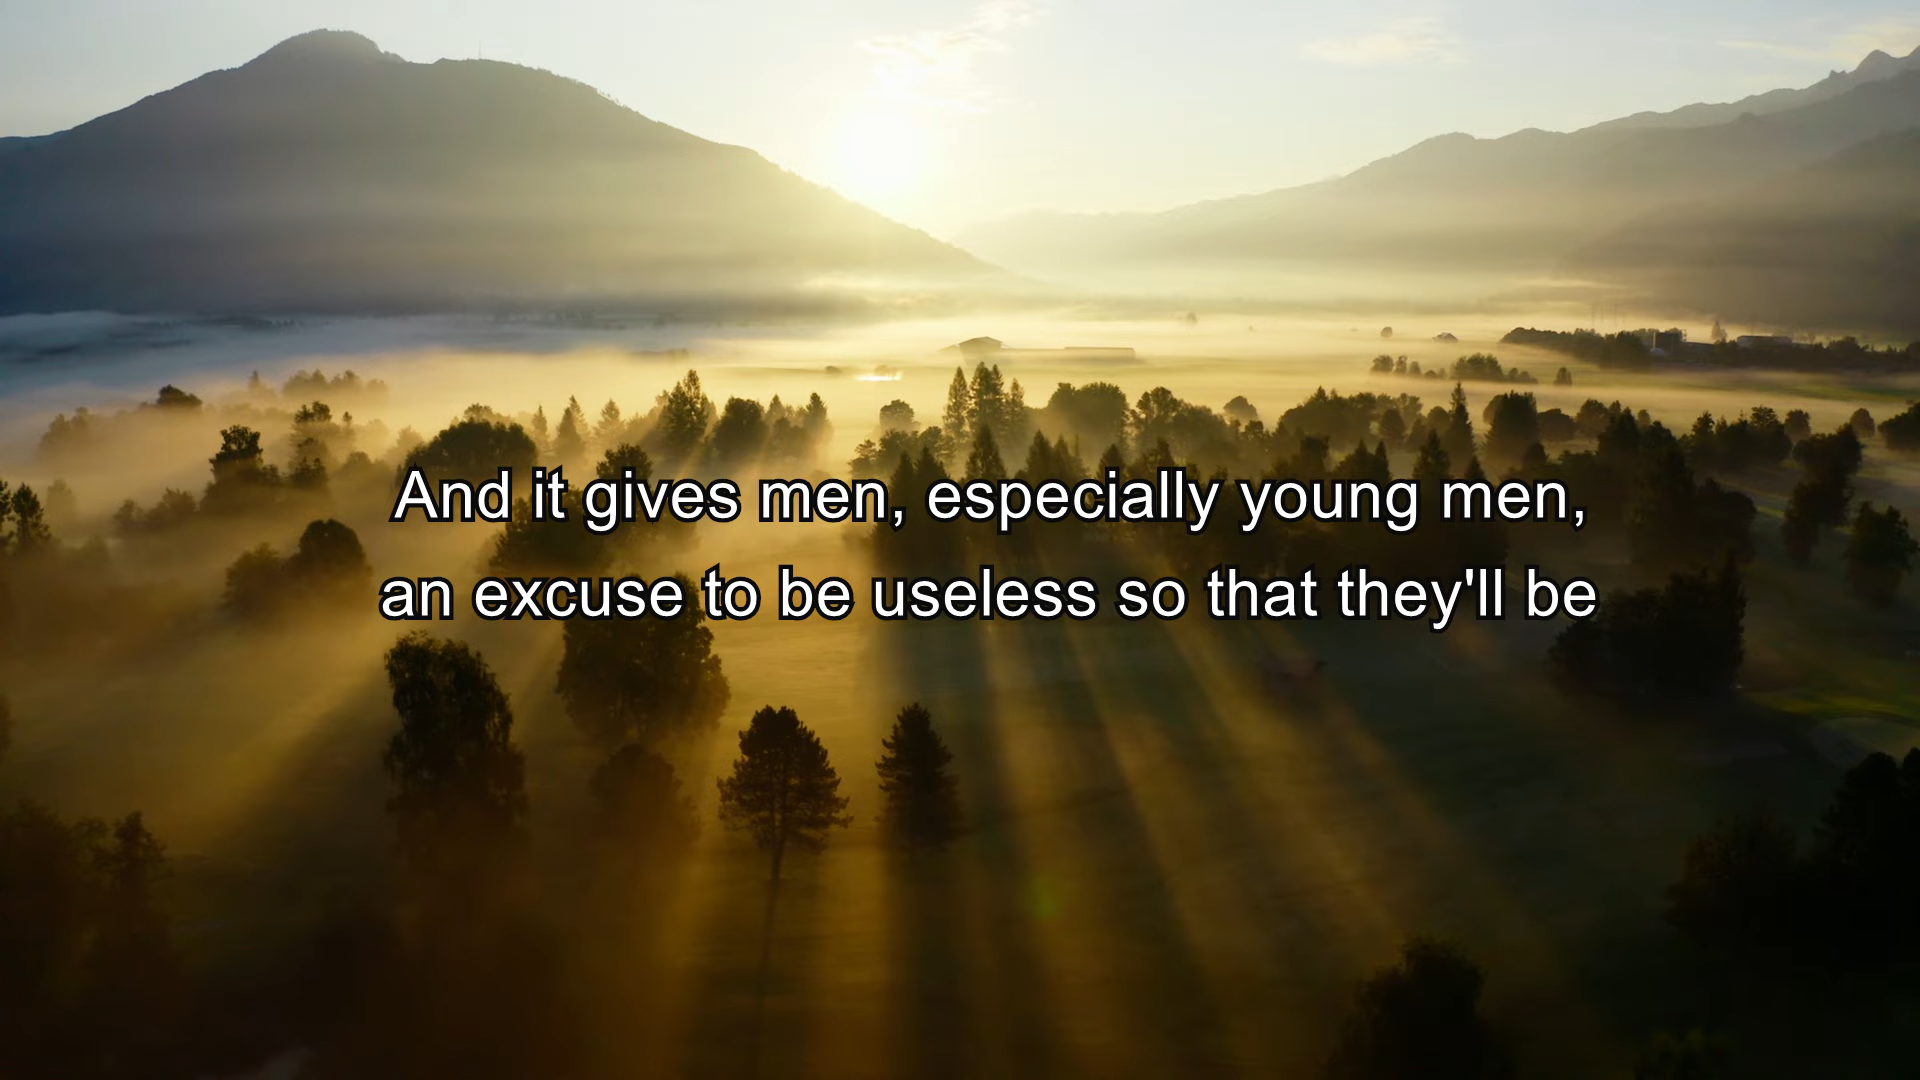 And it gives men, especially young men,
an excuse to be useless so that they'll be